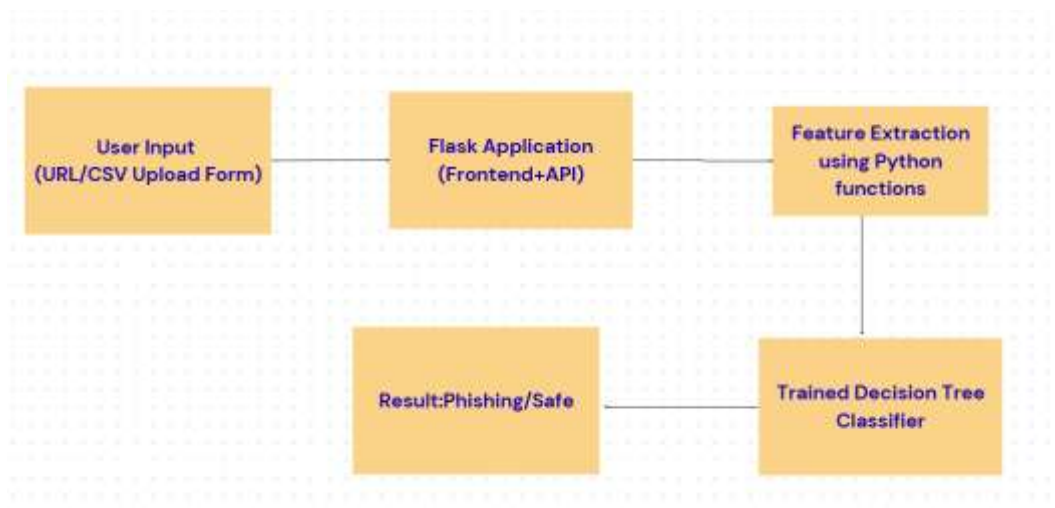 User Input
(URL/CSV Upload Form)
Flask Application
(Frontend+API)
Feature Extraction
using Python
functions
Result:Phishing/Safe
Trained Decision Tree
Classifier